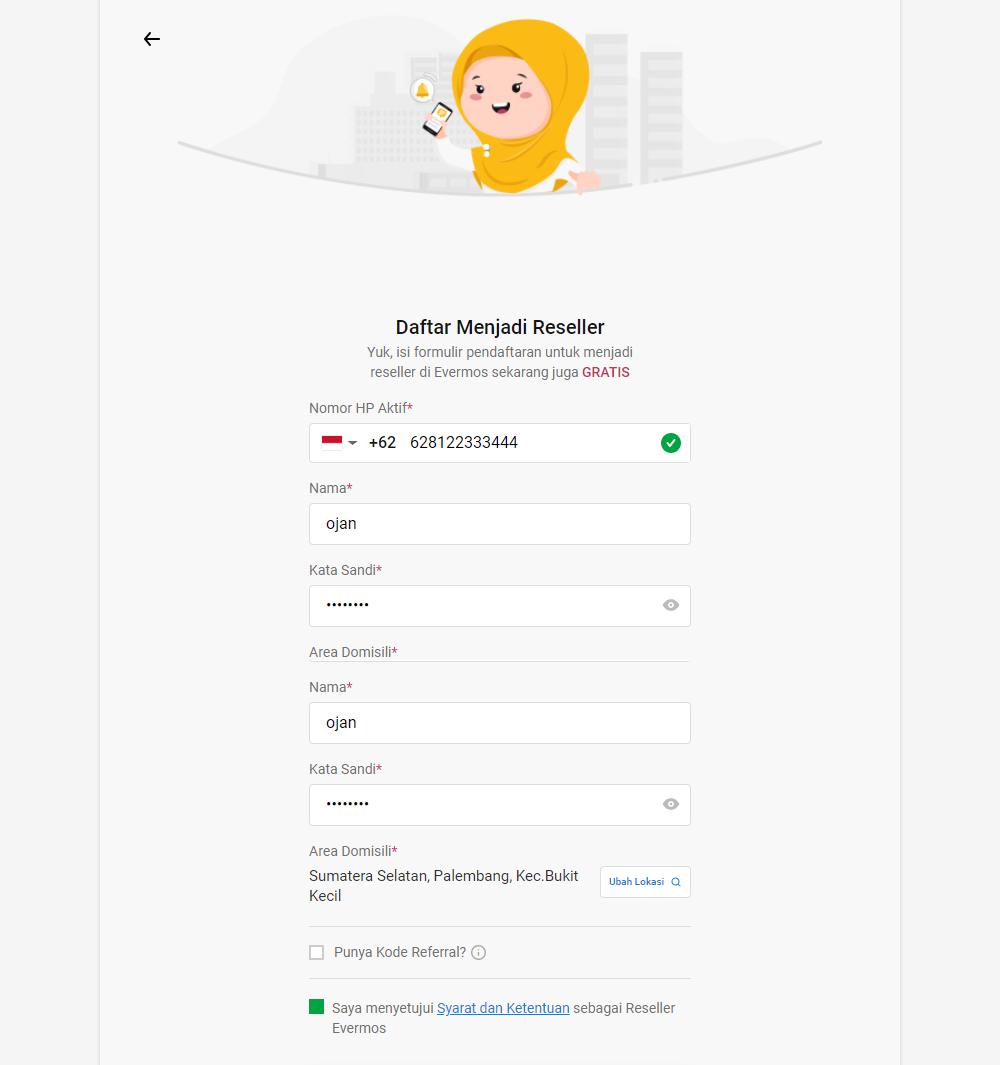 Daftar Menjadi Reseller
Yuk, isi formulir pendaftaran untuk menjadi
reseller di Evermos sekarang juga GRATIS
Nomor HP Aktif*
+62 628122333444
Nama*
ojan
Kata Sandi*
••••••••
Area Domisili*
Nama*
ojan
Kata Sandi*
••••••••
Area Domisili*
Sumatera Selatan, Palembang, Kec.Bukit
Kecil
Ubah Lokasi
Punya Kode Referral?
Saya menyetujui Syarat dan Ketentuan sebagai Reseller
Evermos